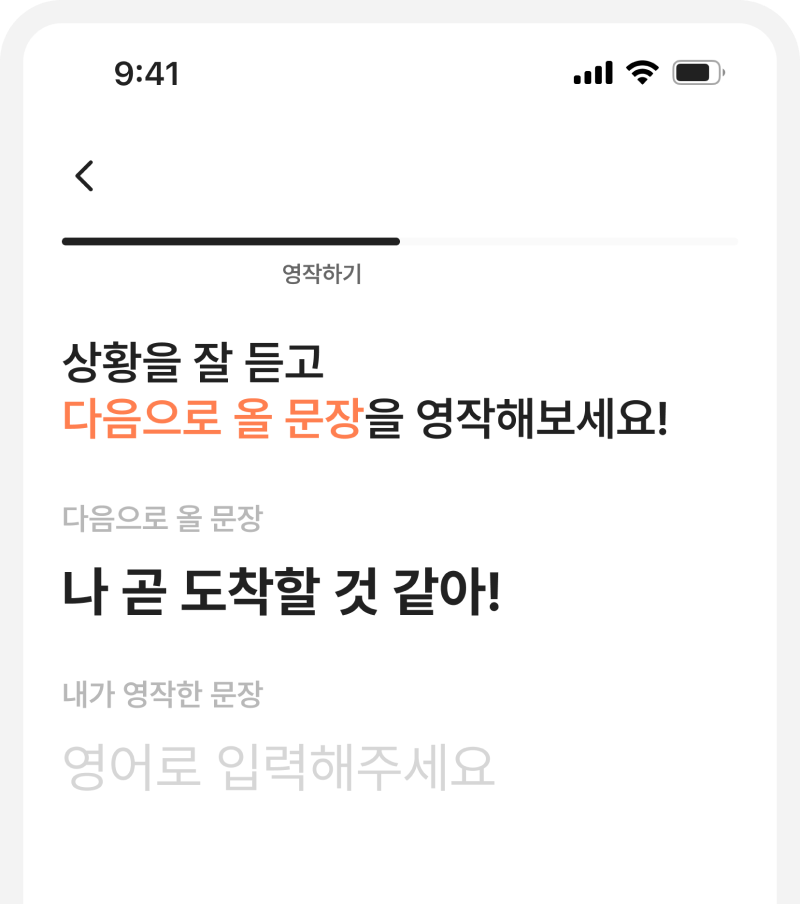 9:41
영작하기
상황을 잘 듣고
다음으로 올 문장을 영작해보세요!
다음으로 올 문장
나 곧 도착할 것 같아!
내가 영작한 문장
영어로 입력해주세요